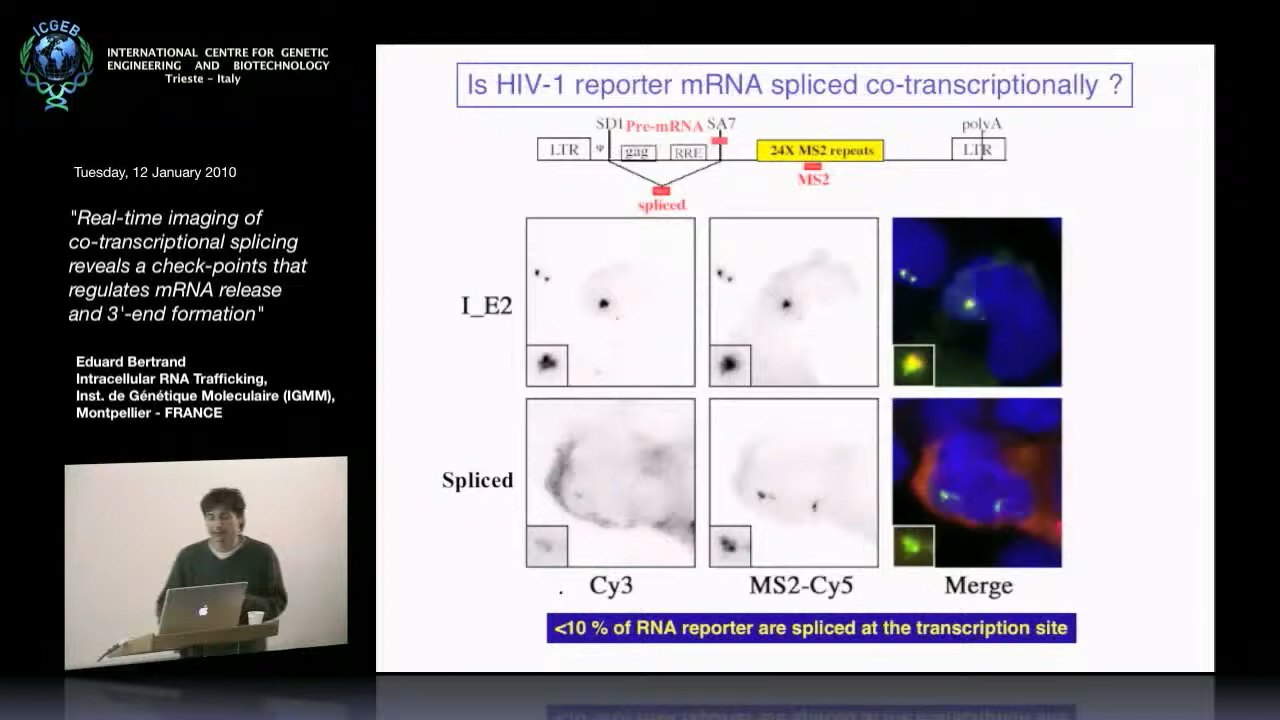 ICGEB
INTERNATIONAL CENTRE FOR GENETIC
ENGINEERING AND BIOTECHNOLOGY
Trieste - Italy
Tuesday, 12 January 2010
"Real-time imaging of
co-transcriptional splicing
reveals a check-points that
regulates mRNA release
and 3'-end formation"
Eduard Bertrand
Intracellular RNA Trafficking,
Inst. de Génétique Moleculaire (IGMM),
Montpellier - FRANCE
Is HIV-1 reporter mRNA spliced co-transcriptionally ?
SD1 Pre-mRNA SA7 polyA
LTR Ψ gag RRE 24X MS2 repeats LTR
MS2
spliced
I_E2
Spliced
Cy3 MS2-Cy5 Merge
<10 % of RNA reporter are spliced at the transcription site